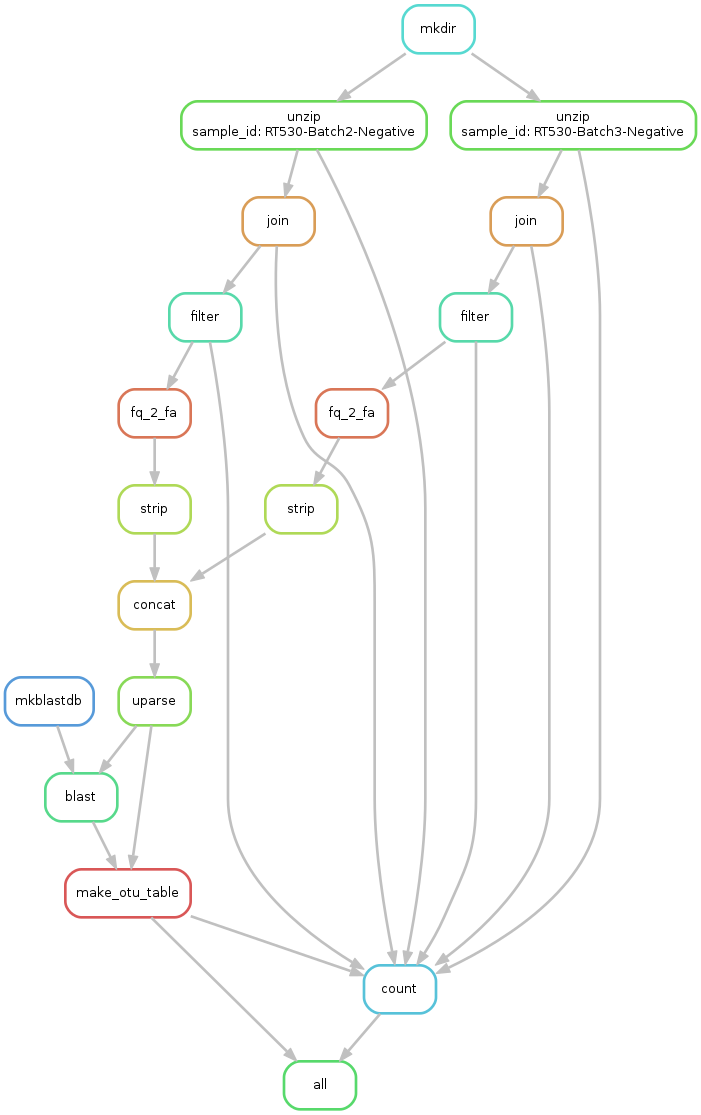 mkdir
unzip
sample_id: RT530-Batch2-Negative
unzip
sample_id: RT530-Batch3-Negative
join
join
filter
filter
fq_2_fa
fq_2_fa
strip
strip
concat
mkblastdb
uparse
blast
make_otu_table
count
all